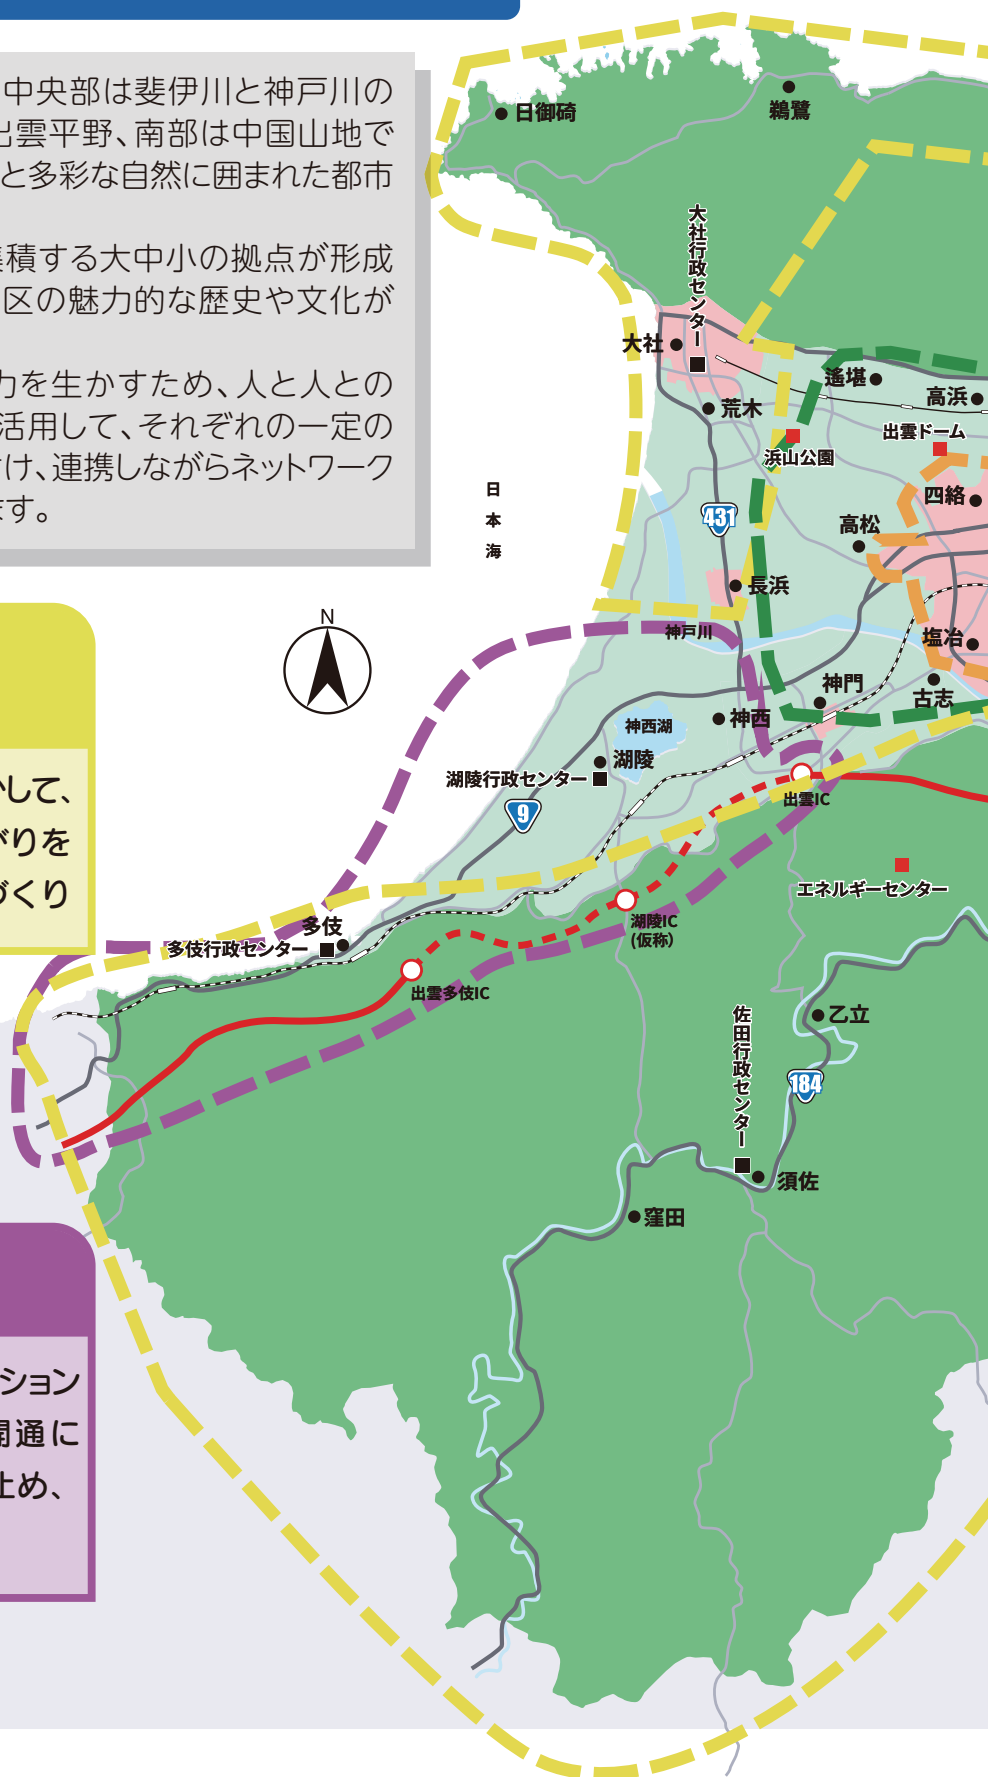 中央部は斐伊川と神戸川の
出雲平野、南部は中国山地で
と多彩な自然に囲まれた都市
集積する大中小の拠点が形成
区の魅力的な歴史や文化が
力を生かすため、人と人との
活用して、それぞれの一定の
け、連携しながらネットワーク
ます。
かして、
がりを
づくり
ション
開通に
止め、
日本海
N
日御碕
鵜鷺
大社行政センター
大社
荒木
遙堪
高浜
出雲ドーム
浜山公園
四絡
高松
431
長浜
神戸川
塩冶
神門
古志
神西
神西湖
湖陵
湖陵行政センター
9
出雲IC
エネルギーセンター
湖陵IC
(仮称)
多伎
多伎行政センター
出雲多伎IC
佐田行政センター
乙立
184
須佐
窪田